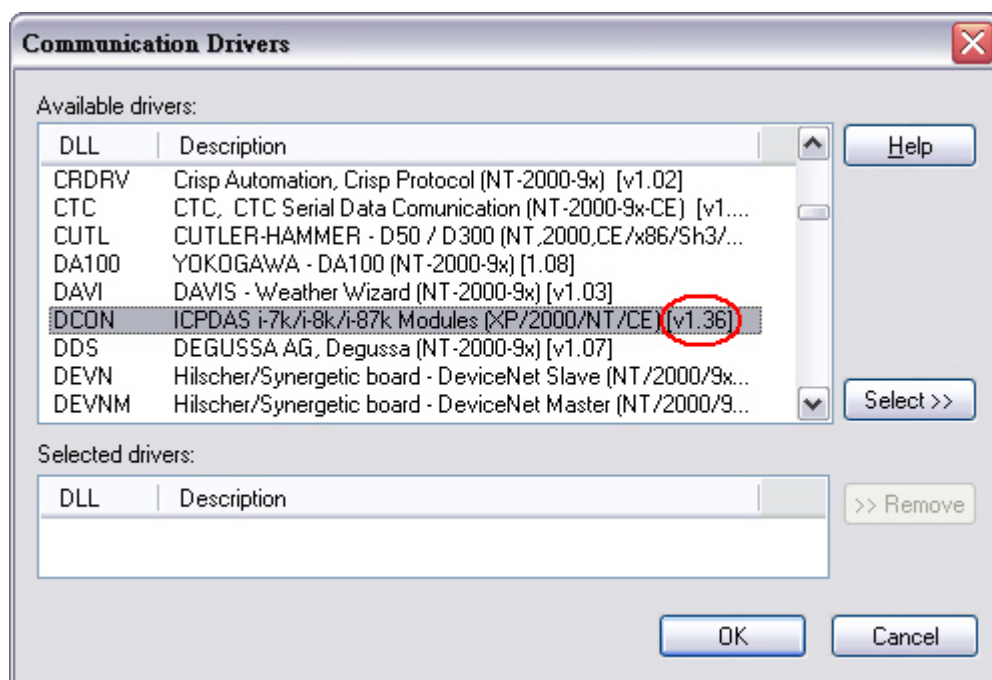 Communication Drivers
Available drivers:
DLL Description
CRDRV Crisp Automation, Crisp Protocol (NT-2000-9x) [v1.02]
CTC CTC, CTC Serial Data Comunication (NT-2000-9x-CE) [v1....
CUTL CUTLER-HAMMER - D50 / D300 (NT,2000,CE/x86/Sh3/...
DA100 YOKOGAWA - DA100 (NT-2000-9x) [1.08]
DAVI DAVIS - Weather Wizard (NT-2000-9x) [v1.03]
DCON ICPDAS i-7k/i-8k/i-87k Modules (XP/2000/NT/CE) [v1.36]
DDS DEGUSSA AG, Degussa (NT-2000-9x) [v1.07]
DEVN Hilscher/Synergetic board - DeviceNet Slave (NT/2000/9x...
DEVNM Hilscher/Synergetic board - DeviceNet Master (NT/2000/9...
Help
Select >>
Selected drivers:
DLL Description
>> Remove
OK Cancel